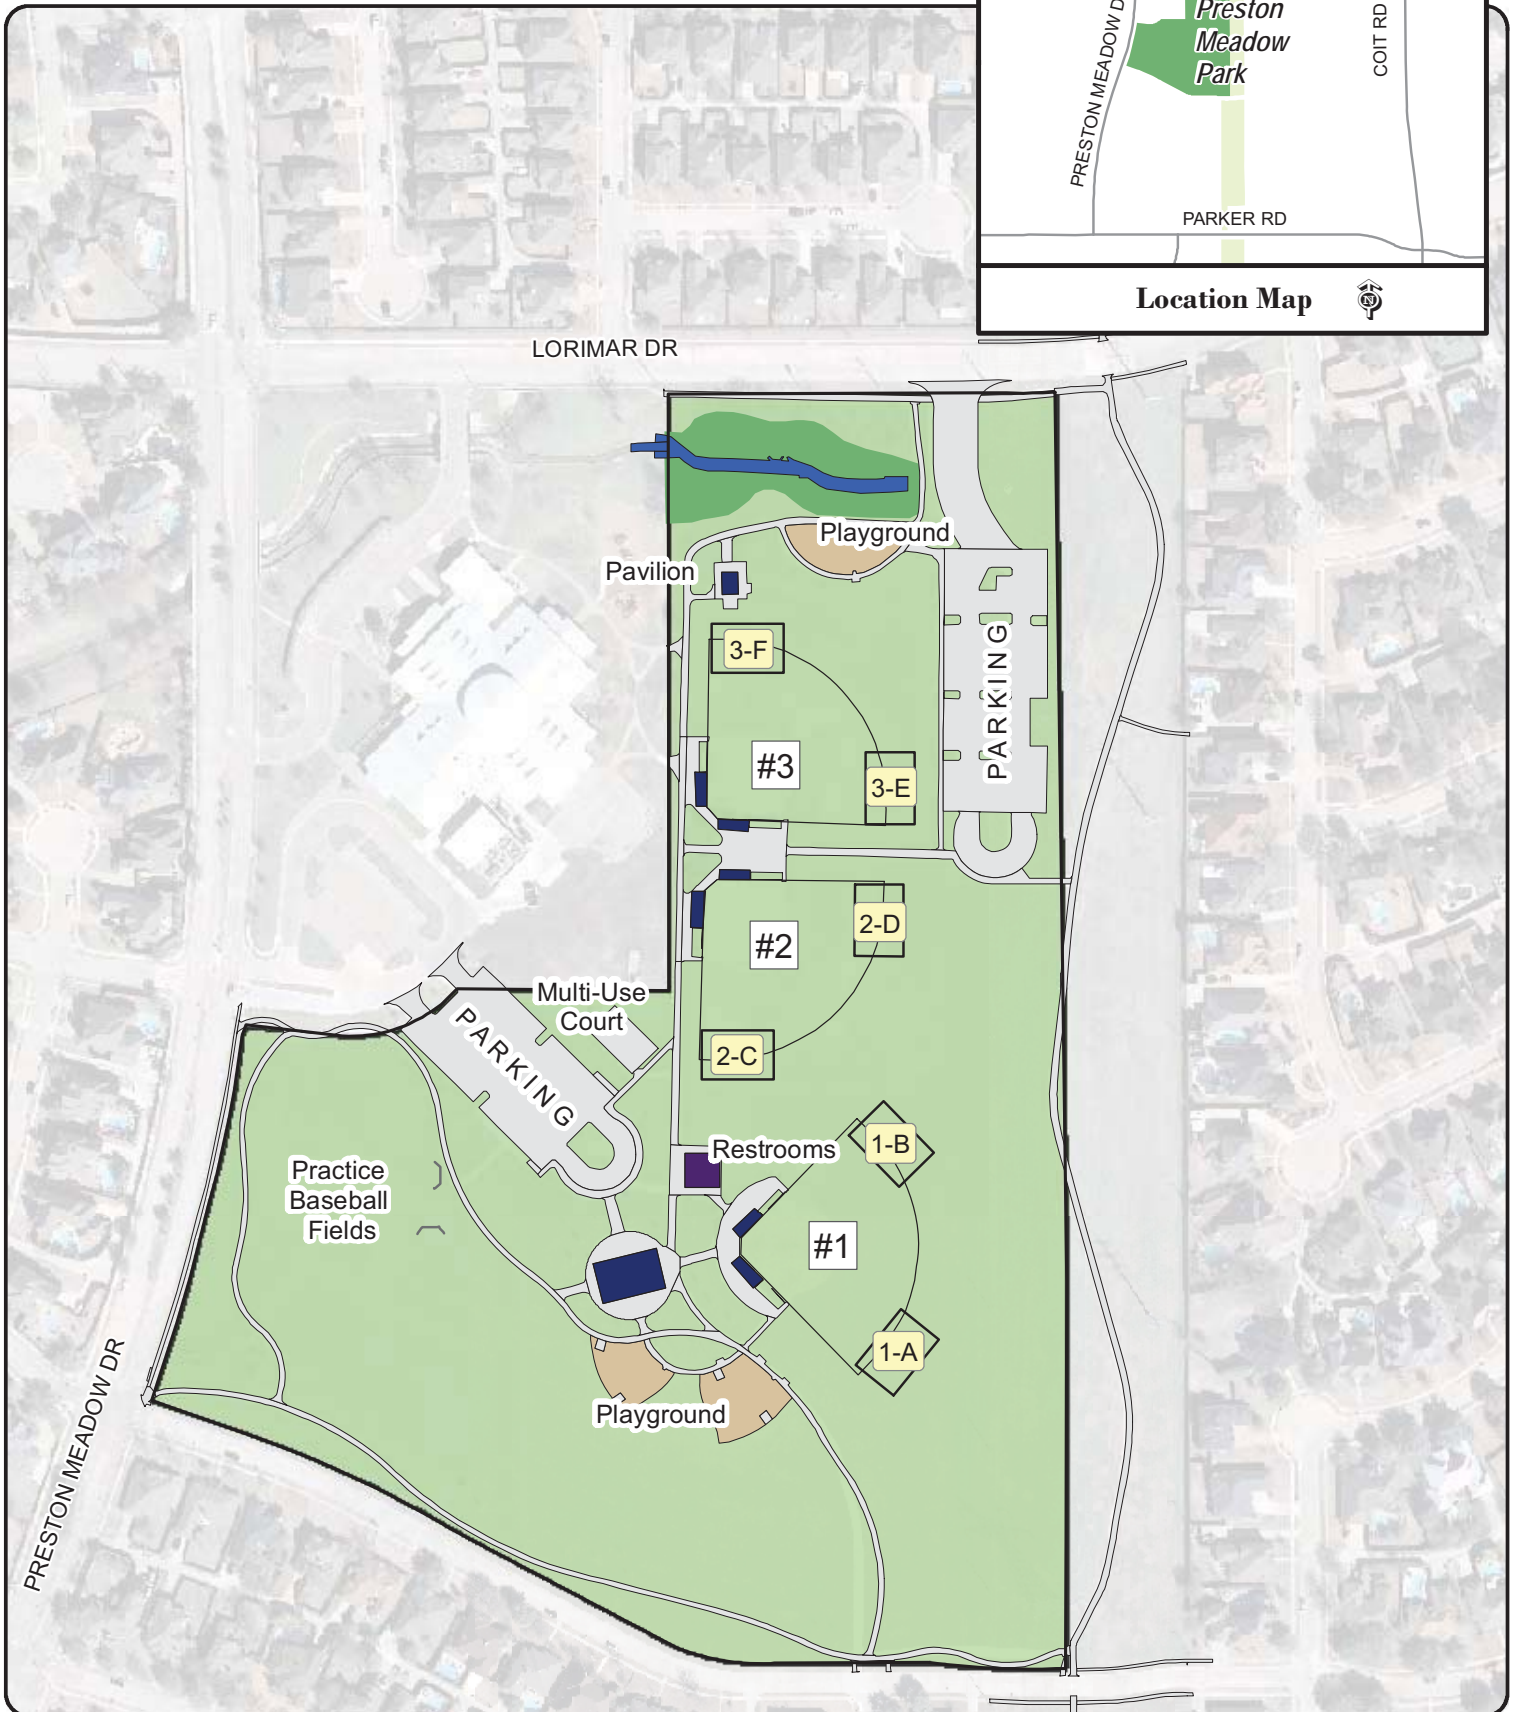 Preston
Meadow
Park
PRESTON MEADOW D
COIT RD
PARKER RD
Location Map
N
LORIMAR DR
Playground
Pavilion
3-F
PARKING
#3
3-E
2-D
#2
Multi-Use
Court
PARKING
2-C
1-B
Restrooms
Practice
Baseball
Fields
#1
1-A
Playground
PRESTON MEADOW DR